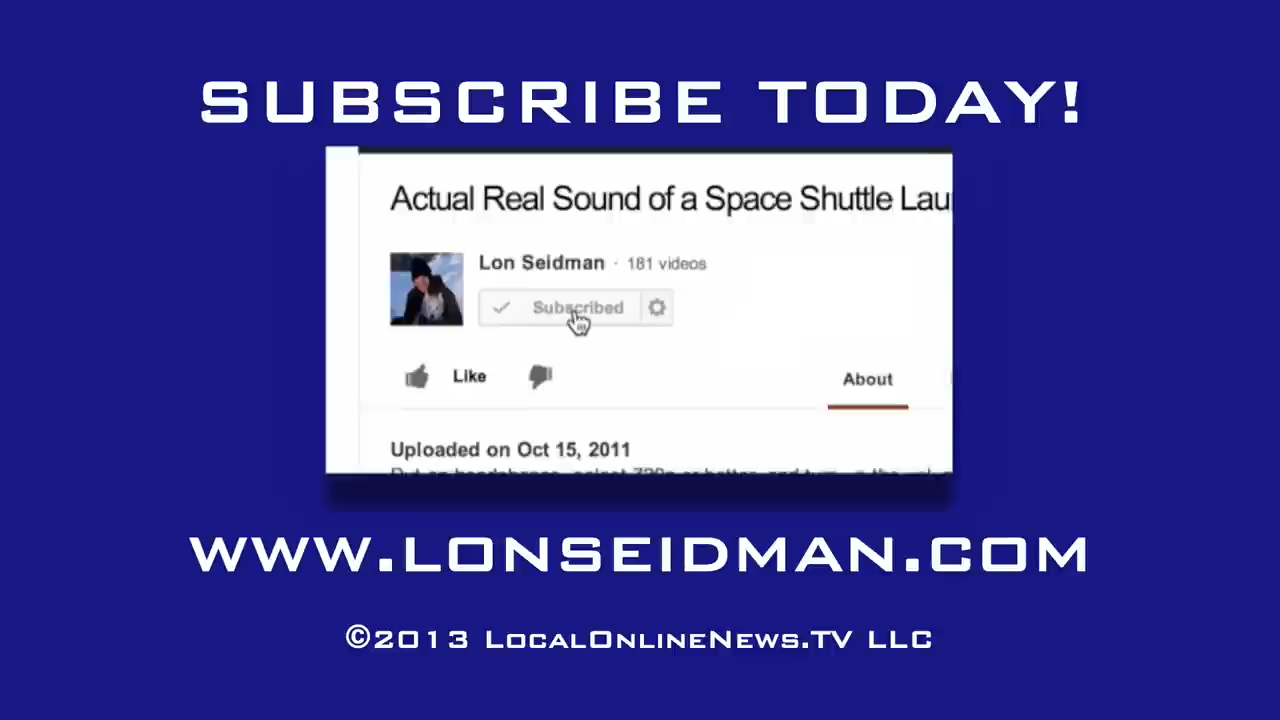 SUBSCRIBE TODAY!
Actual Real Sound of a Space Shuttle Lau
Lon Seidman · 181 videos
Subscribed
Like
About
Uploaded on Oct 15, 2011
WWW.LONSEIDMAN.COM
©2013 LOCALONLINENEWS.TV LLC